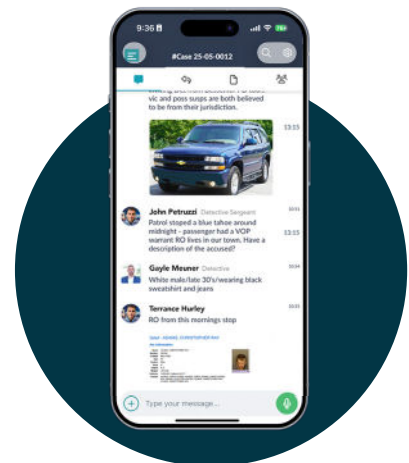 9:36
#Case 25-05-0012
vic and poss susps are both believed
to be from their jurisdiction.
13:15
John Petruzzi Detective Sergeant
Patrol stoped a blue tahoe around
midnight - passenger had a VOP
warrant RO lives in our town. Have a
description of the accused?
13:15
Gayle Meuner Detective
White male/late 30's/wearing black
sweatshirt and jeans
Terrance Hurley
RO from this mornings stop
Type your message...